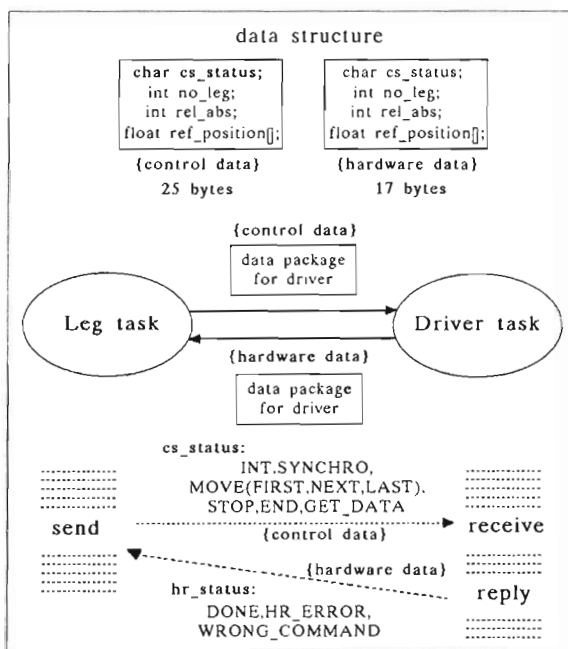 data structure
char cs_status;
int no_leg;
int rel_abs;
float ref_position[];
{control data}
25 bytes
char cs_status;
int no_leg;
int rel_abs;
float ref_position[];
{hardware data}
17 bytes
{control data}
data package
for driver
Leg task
Driver task
{hardware data}
data package
for driver
cs_status:
INT,SYNCHRO,
MOVE(FIRST,NEXT,LAST).
STOP,END,GET_DATA
send
receive
{control data}
{hardware data}
hr_status:
reply
DONE,HR_ERROR,
WRONG_COMMAND